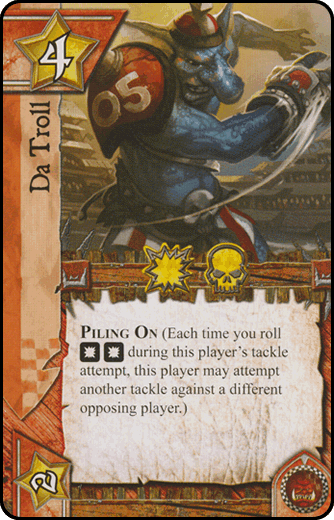 4
05
Da Troll
PILING ON (Each time you roll
during this player's tackle
attempt, this player may attempt
another tackle against a different
opposing player.)
2